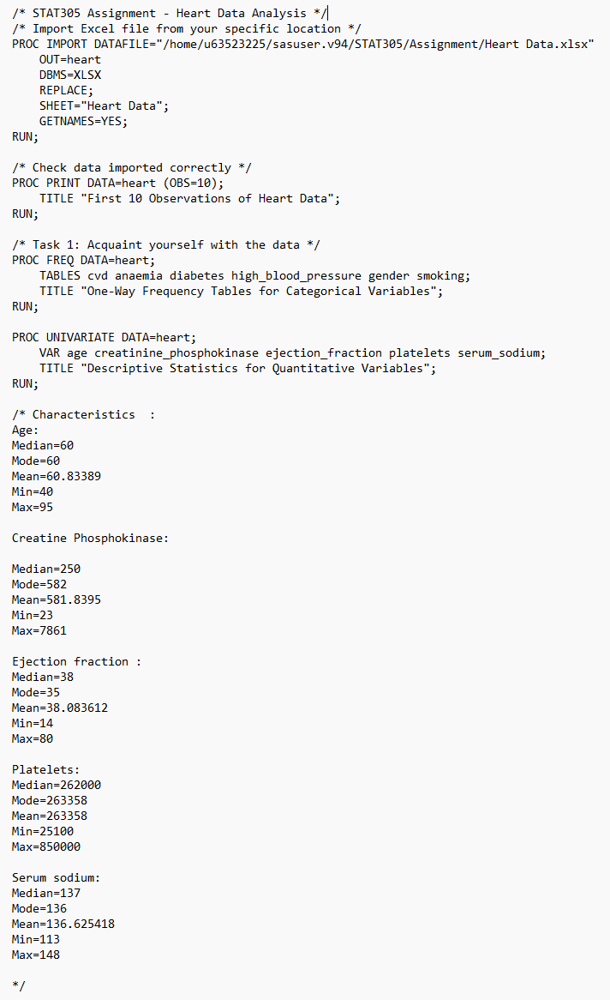 /* STAT305 Assignment - Heart Data Analysis */
/* Import Excel file from your specific location */
PROC IMPORT DATAFILE="/home/u63523225/sasuser.v94/STAT305/Assignment/Heart Data.xlsx"
    OUT=heart
    DBMS=XLSX
    REPLACE;
    SHEET="Heart Data";
    GETNAMES=YES;
RUN;

/* Check data imported correctly */
PROC PRINT DATA=heart (OBS=10);
    TITLE "First 10 Observations of Heart Data";
RUN;

/* Task 1: Acquaint yourself with the data */
PROC FREQ DATA=heart;
    TABLES cvd anaemia diabetes high_blood_pressure gender smoking;
    TITLE "One-Way Frequency Tables for Categorical Variables";
RUN;

PROC UNIVARIATE DATA=heart;
    VAR age creatinine_phosphokinase ejection_fraction platelets serum_sodium;
    TITLE "Descriptive Statistics for Quantitative Variables";
RUN;

/* Characteristics  :
Age:
Median=60
Mode=60
Mean=60.83389
Min=40
Max=95

Creatine Phosphokinase:

Median=250
Mode=582
Mean=581.8395
Min=23
Max=7861

Ejection fraction :
Median=38
Mode=35
Mean=38.083612
Min=14
Max=80

Platelets:
Median=262000
Mode=263358
Mean=263358
Min=25100
Max=850000

Serum sodium:
Median=137
Mode=136
Mean=136.625418
Min=113
Max=148

*/